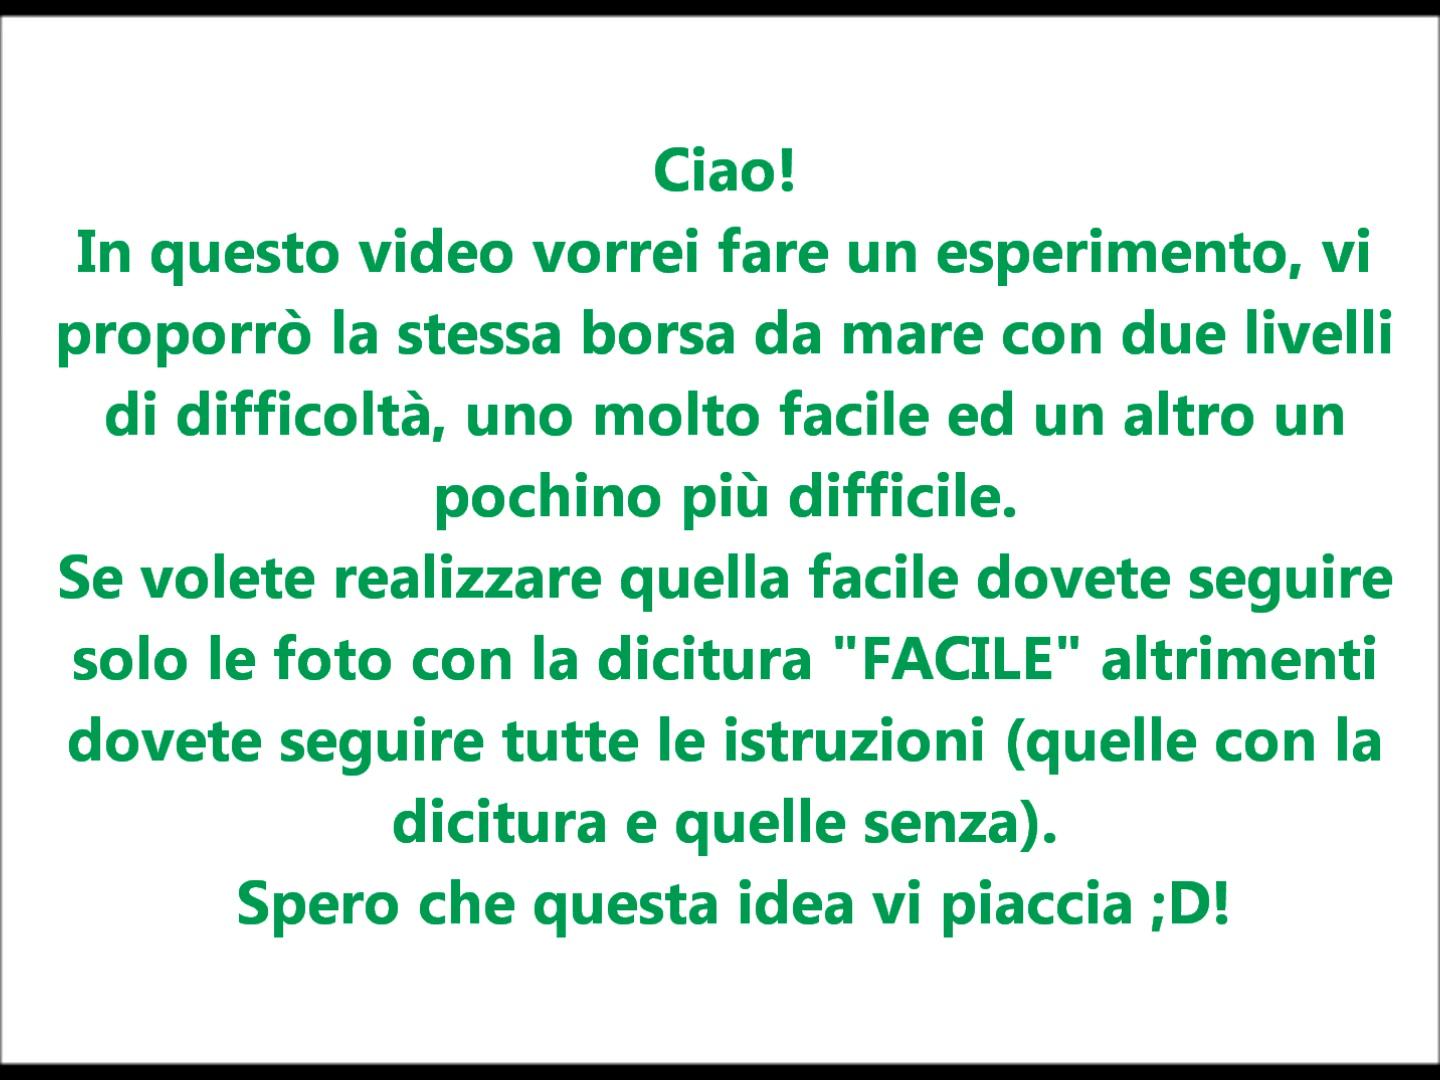 Ciao!
In questo video vorrei fare un esperimento, vi
proporrò la stessa borsa da mare con due livelli
di difficoltà, uno molto facile ed un altro un
pochino più difficile.
Se volete realizzare quella facile dovete seguire
solo le foto con la dicitura "FACILE" altrimenti
dovete seguire tutte le istruzioni (quelle con la
dicitura e quelle senza).
Spero che questa idea vi piaccia ;D!